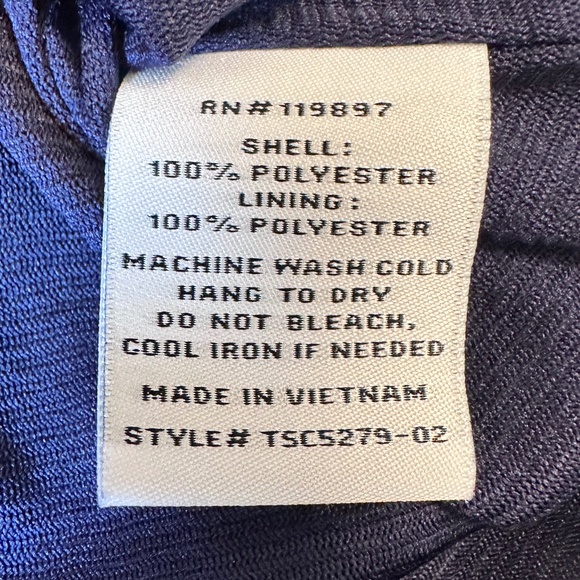 RN# 119897
SHELL:
100% POLYESTER
LINING:
100% POLYESTER
MACHINE WASH COLD
HANG TO DRY
DO NOT BLEACH,
COOL IRON IF NEEDED
MADE IN VIETNAM
STYLE# TSC5279-02